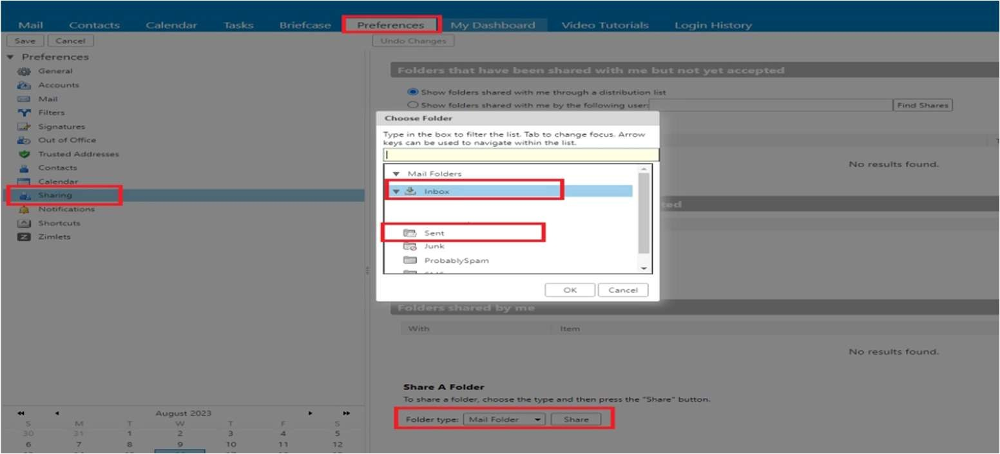 Mail Contacts Calendar Tasks Briefcase Preferences My Dashboard Video Tutorials Login History
Save Cancel Undo Changes
Preferences
General
Accounts
Mail
Filters
Signatures
Out of Office
Trusted Addresses
Contacts
Calendar
Sharing
Notifications
Shortcuts
Zimlets
Folders that have been shared with me but not yet accepted
Show folders shared with me through a distribution list
Show folders shared with me by the following user: Find Shares
Choose Folder
Type in the box to filter the list. Tab to change focus. Arrow
keys can be used to navigate within the list.
Mail Folders
Inbox
Sent
Junk
ProbablySpam
OK Cancel
No results found.
Folders shared by me
With Item
No results found.
Share A Folder
To share a folder, choose the type and then press the "Share" button.
Folder type: Mail Folder Share
August 2023
S M T W T F S
30 31 1 2 3 4 5
6 7 8 9 10 11 12